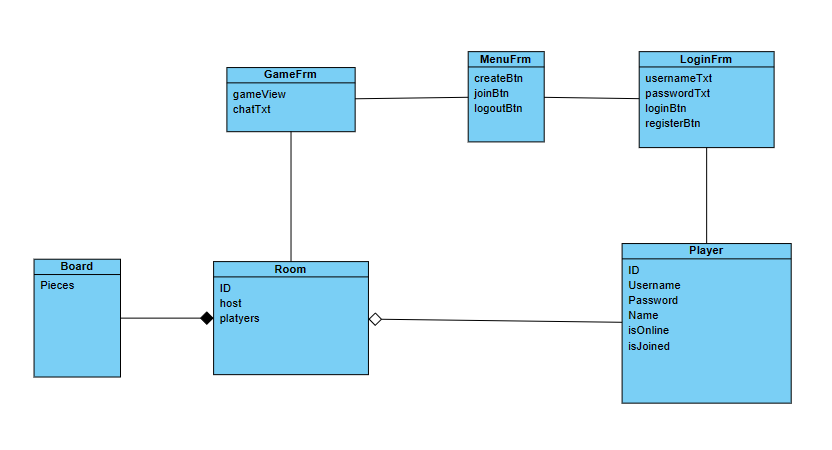 GameFrm
gameView
chatTxt
MenuFrm
createBtn
joinBtn
logoutBtn
LoginFrm
usernameTxt
passwordTxt
loginBtn
registerBtn
Board
Pieces
Room
ID
host
platyers
Player
ID
Username
Password
Name
isOnline
isJoined